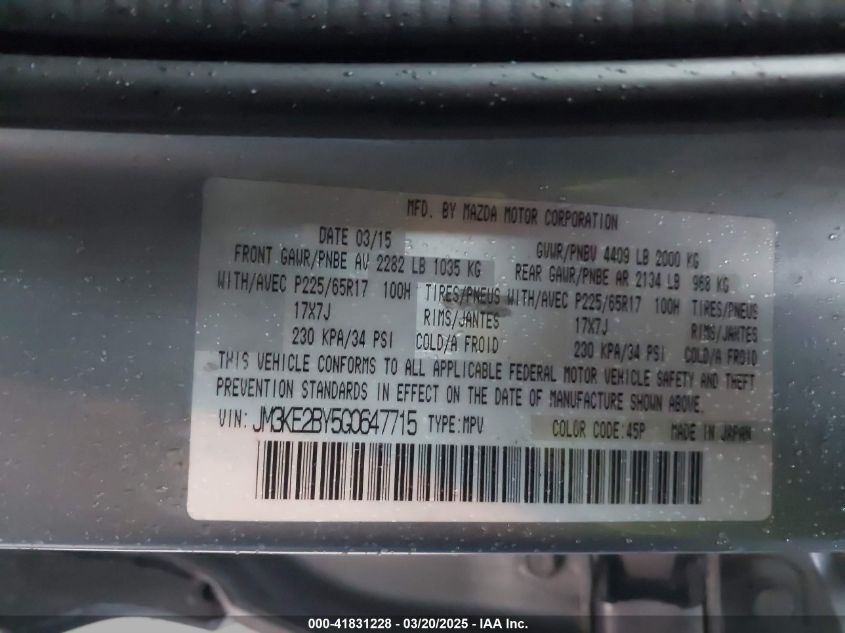 MFD. BY MAZDA MOTOR CORPORATION
DATE 03/15 GVWR/PNBV 4409 LB 2000 KG
FRONT GAWR/PNBE AV 2282 LB 1035 KG REAR GAWR/PNBE AR 2134 LB 968 KG
WITH/AVEC P225/65R17 100H TIRES/PNEUS WITH/AVEC P225/65R17 100H TIRES/PNEUS
17X7J RIMS/JANTES 17X7J RIMS/JANTES
230 KPA/34 PSI COLD/A FROID 230 KPA/34 PSI COLD/A FROID
THIS VEHICLE CONFORMS TO ALL APPLICABLE FEDERAL MOTOR VEHICLE SAFETY AND THEFT
PREVENTION STANDARDS IN EFFECT ON THE DATE OF MANUFACTURE SHOWN ABOVE.
VIN: JM3KE2BY5G0647715 TYPE:MPV COLOR CODE:45P MADE IN JAPAN
000-41831228 - 03/20/2025 - IAA Inc.